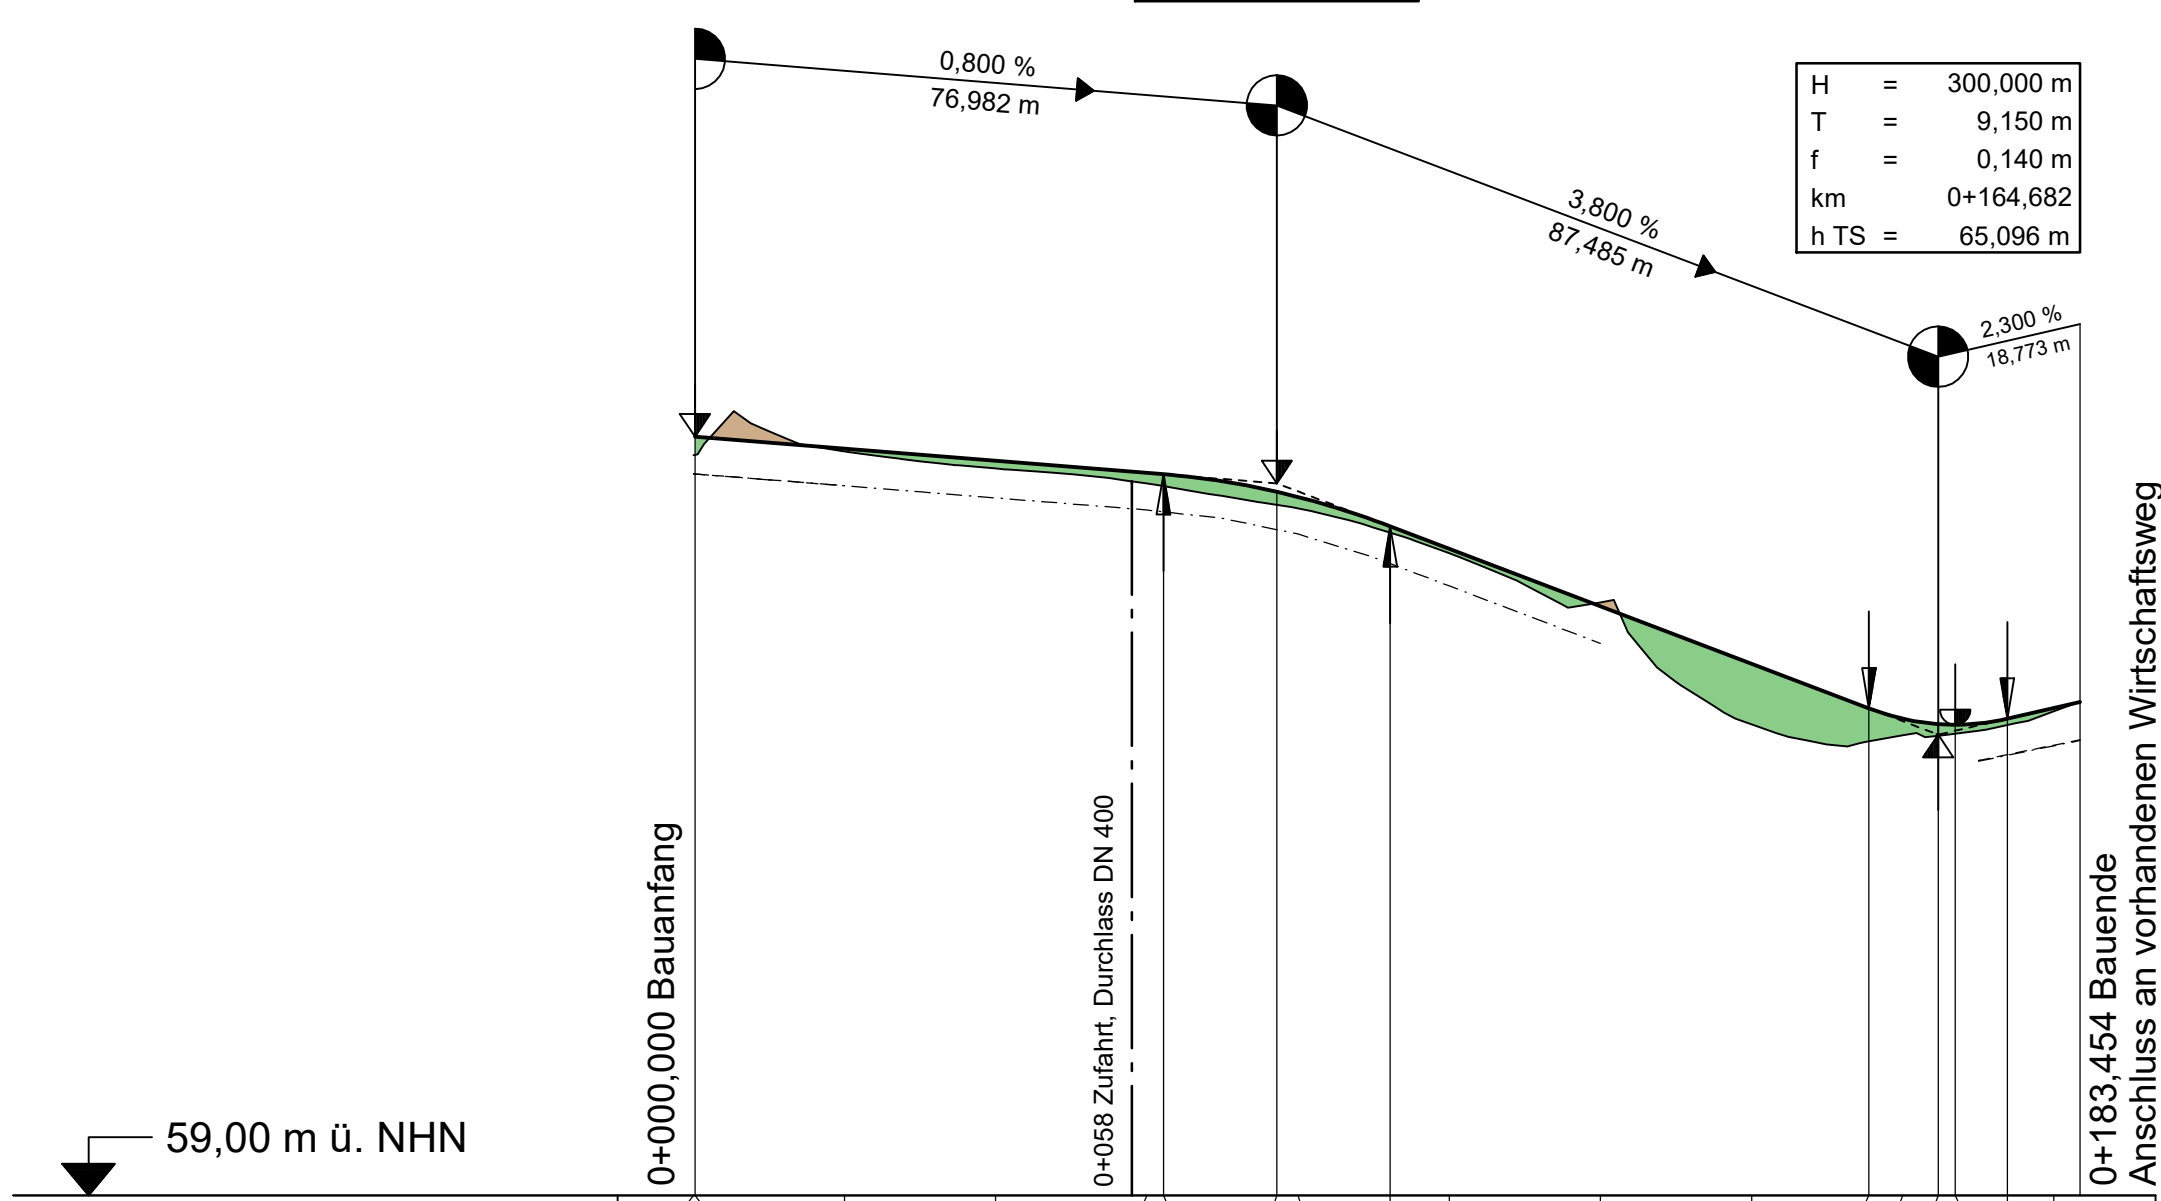 0,800 %
76,982 m
3,800 %
87,485 m
H = 300,000 m
T = 9,150 m
f = 0,140 m
km 0+164,682
h TS = 65,096 m
2,300 %
18,773 m
0+000,000 Bauanfang
0+058 Zufahrt, Durchlass DN 400
0+183,454 Bauende
Anschluss an vorhandenen Wirtschaftsweg
59,00 m ü. NHN